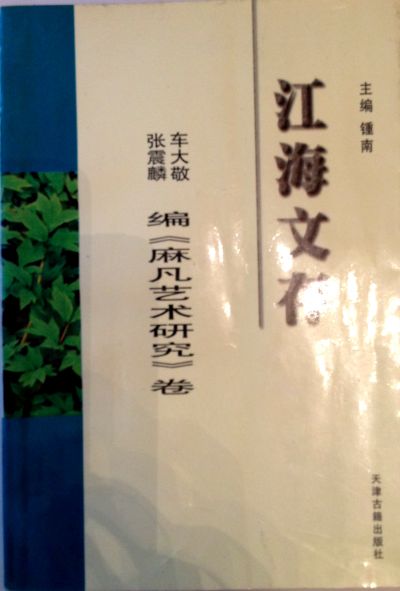 主编 锺南
江海文存
车大敬
张震麟
编《麻凡艺术研究》卷
天津古籍出版社